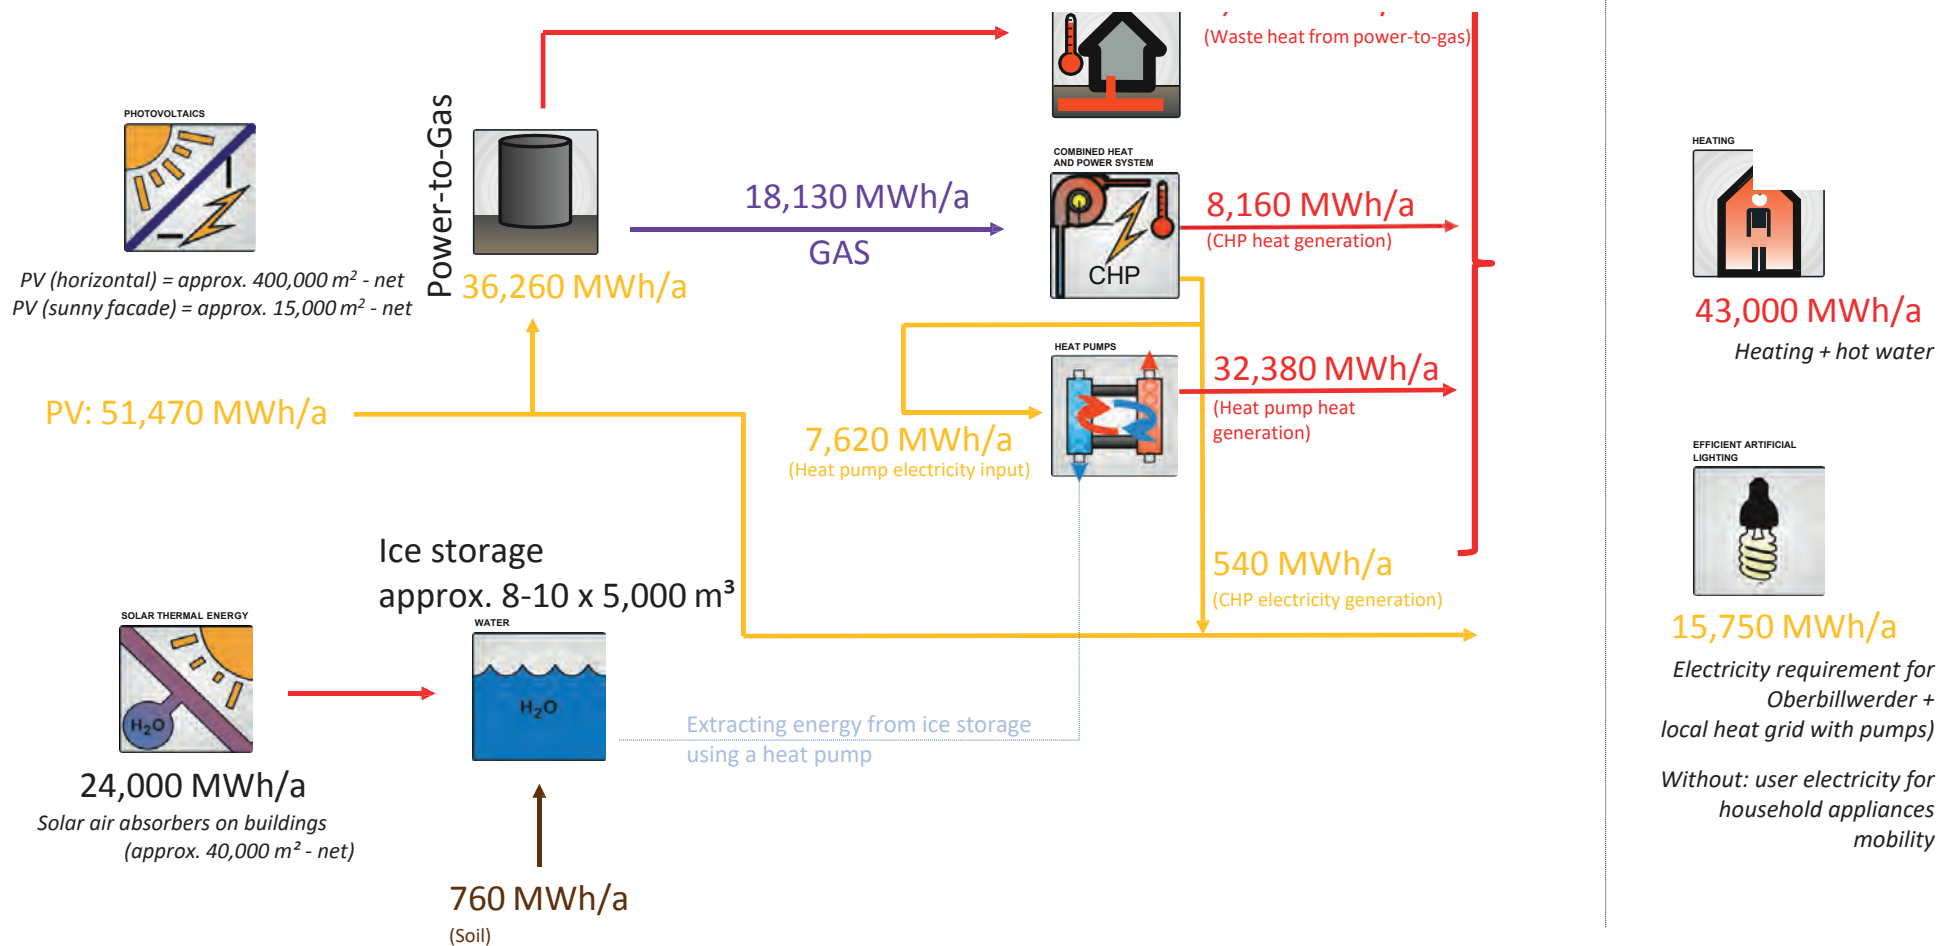 (Waste heat from power-to-gas)
PHOTOVOLTAICS
PV (horizontal) = approx. 400,000 m² - net
PV (sunny facade) = approx. 15,000 m² - net
Power-to-Gas
36,260 MWh/a
18,130 MWh/a
GAS
COMBINED HEAT
AND POWER SYSTEM
CHP
8,160 MWh/a
(CHP heat generation)
HEATING
43,000 MWh/a
Heating + hot water
PV: 51,470 MWh/a
HEAT PUMPS
7,620 MWh/a
(Heat pump electricity input)
32,380 MWh/a
(Heat pump heat
generation)
EFFICIENT ARTIFICIAL
LIGHTING
15,750 MWh/a
Electricity requirement for
Oberbillwerder +
local heat grid with pumps)
Without: user electricity for
household appliances
mobility
540 MWh/a
(CHP electricity generation)
Ice storage
approx. 8-10 x 5,000 m³
SOLAR THERMAL ENERGY
H₂O
24,000 MWh/a
Solar air absorbers on buildings
(approx. 40,000 m² - net)
WATER
H₂O
Extracting energy from ice storage
using a heat pump
760 MWh/a
(Soil)